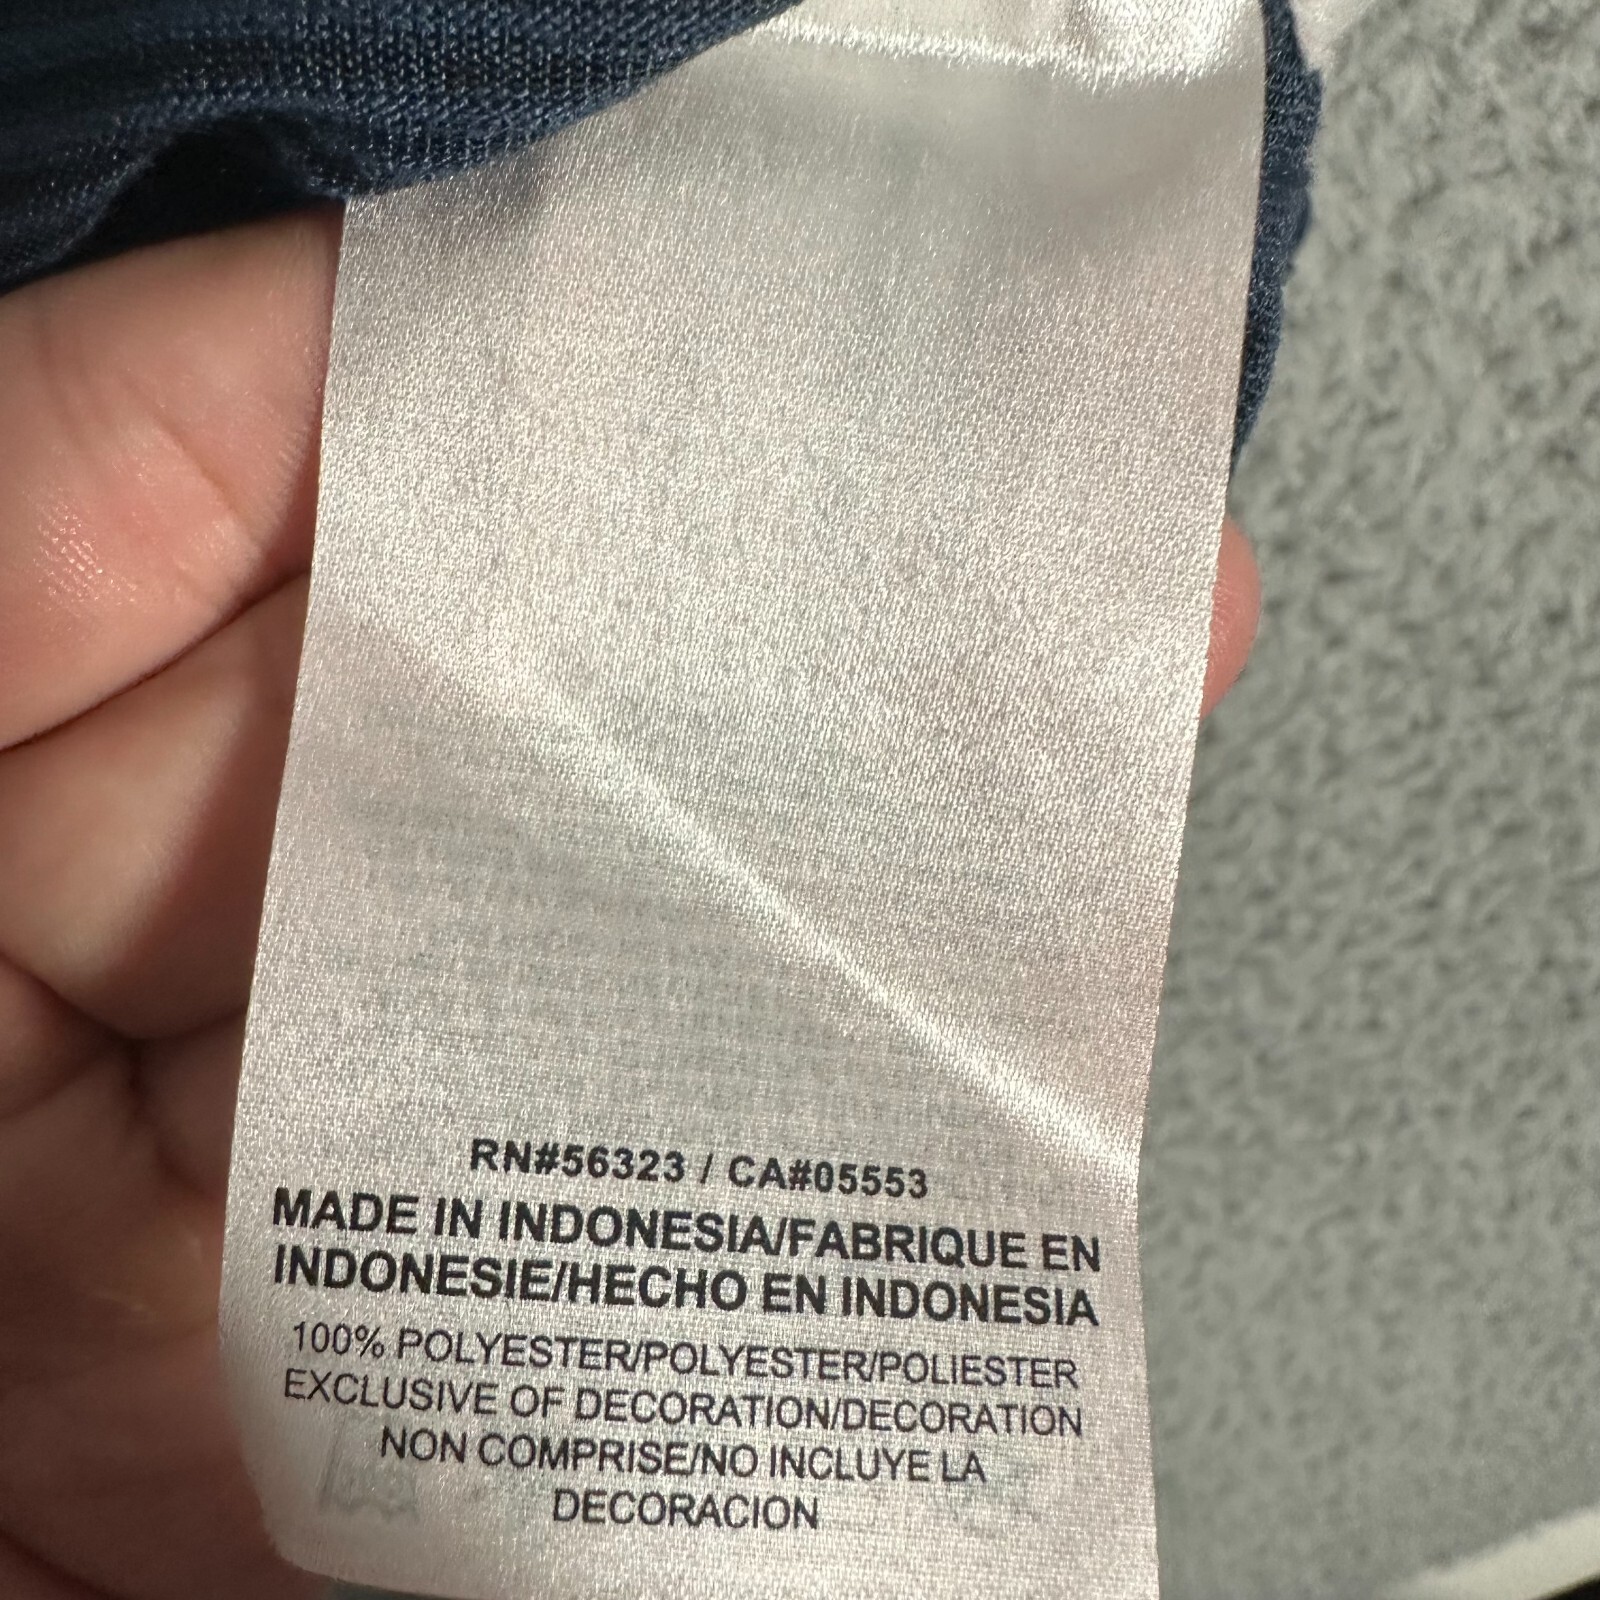 RN#56323 / CA#05553
MADE IN INDONESIA/FABRIQUE EN
INDONESIE/HECHO EN INDONESIA
100% POLYESTER/POLYESTER/POLIESTER
EXCLUSIVE OF DECORATION/DECORATION
NON COMPRISE/NO INCLUYE LA
DECORACION